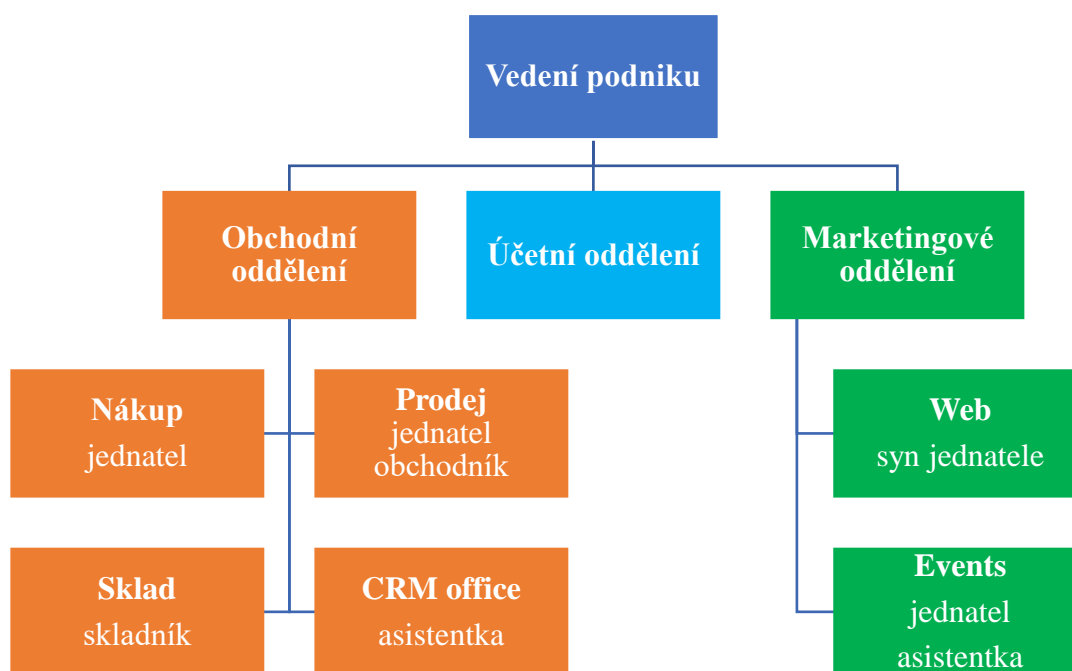 Vedení podniku
Obchodní
oddělení
Účetní oddělení
Marketingové
oddělení
Nákup
jednatel
Prodej
jednatel
obchodník
Web
syn jednatele
Sklad
skladník
CRM office
asistentka
Events
jednatel
asistentka